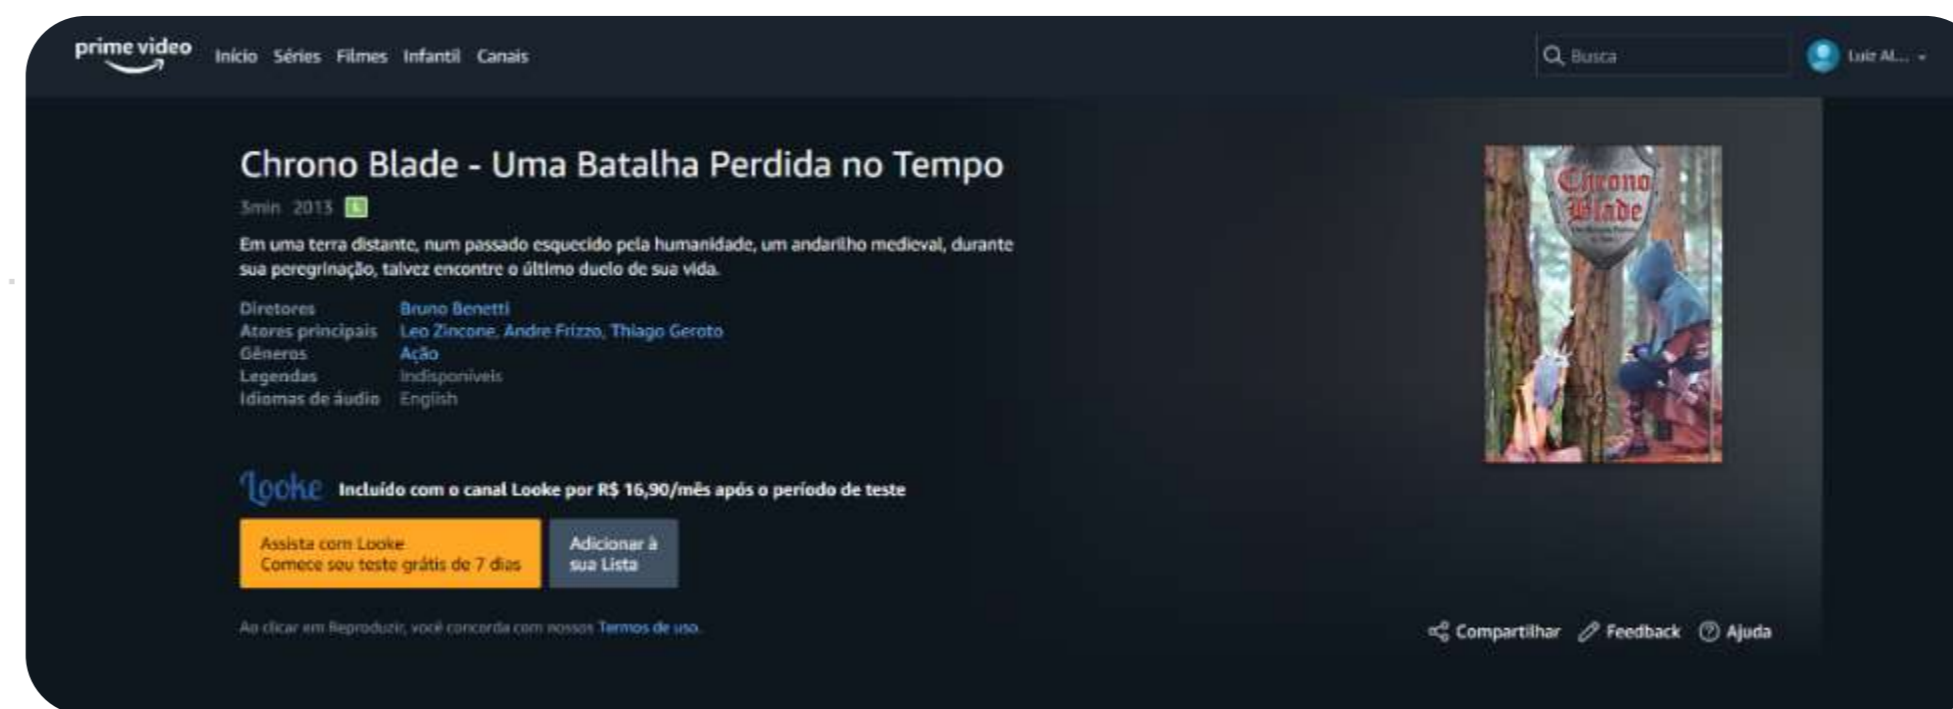 prime video
Início Séries Filmes Infantil Canais
Busca
Luiz Al...
Chrono Blade - Uma Batalha Perdida no Tempo
3min 2013 L
Em uma terra distante, num passado esquecido pela humanidade, um andarilho medieval, durante
sua peregrinação, talvez encontre o último duelo de sua vida.
Diretores Bruno Benetti
Atores principais Leo Zincone, Andre Frizzo, Thiago Geroto
Gêneros Ação
Legendas Indisponíveis
Idiomas de áudio English
Looke Incluído com o canal Looke por R$ 16,90/mês após o período de teste
Assista com Looke
Comece seu teste grátis de 7 dias
Adicionar à
sua Lista
Ao clicar em Reproduzir, você concorda com nossos Termos de uso.
Chrono
Blade
Compartilhar Feedback Ajuda